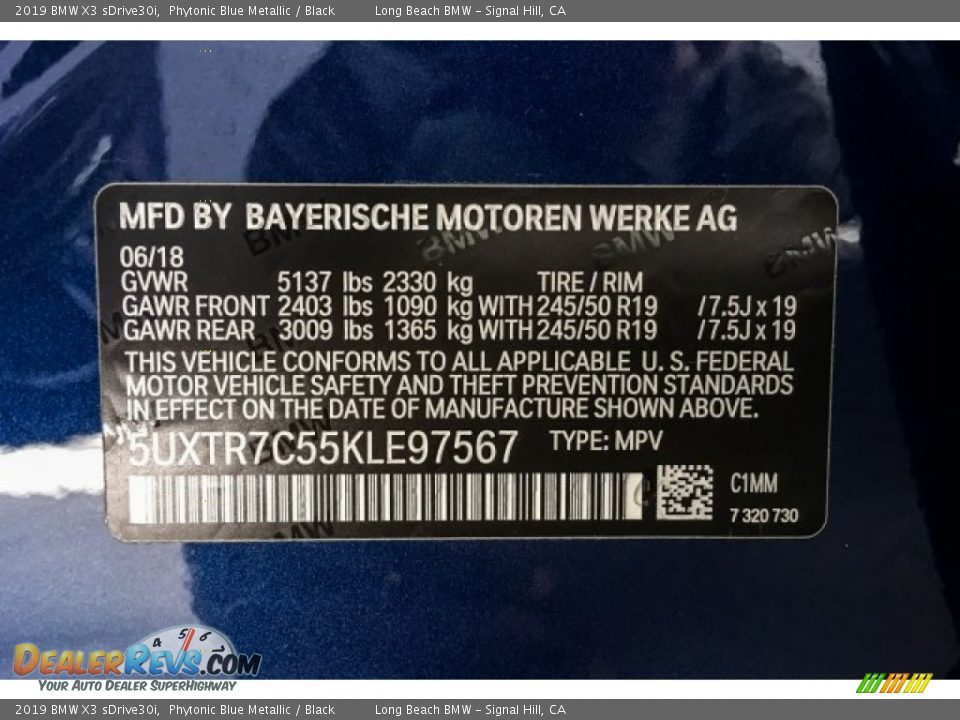 2019 BMW X3 sDrive30i, Phytonic Blue Metallic / Black Long Beach BMW - Signal Hill, CA
MFD BY BAYERISCHE MOTOREN WERKE AG
06/18
GVWR 5137 lbs 2330 kg TIRE / RIM
GAWR FRONT 2403 lbs 1090 kg WITH 245/50 R19 /7.5J x 19
GAWR REAR 3009 lbs 1365 kg WITH 245/50 R19 /7.5J x 19
THIS VEHICLE CONFORMS TO ALL APPLICABLE U. S. FEDERAL
MOTOR VEHICLE SAFETY AND THEFT PREVENTION STANDARDS
IN EFFECT ON THE DATE OF MANUFACTURE SHOWN ABOVE.
5UXTR7C55KLE97567 TYPE: MPV
C1MM
7 320 730
4 5 6
DEALERREVS.COM
YOUR AUTO DEALER SUPERHIGHWAY
2019 BMW X3 sDrive30i, Phytonic Blue Metallic / Black Long Beach BMW - Signal Hill, CA